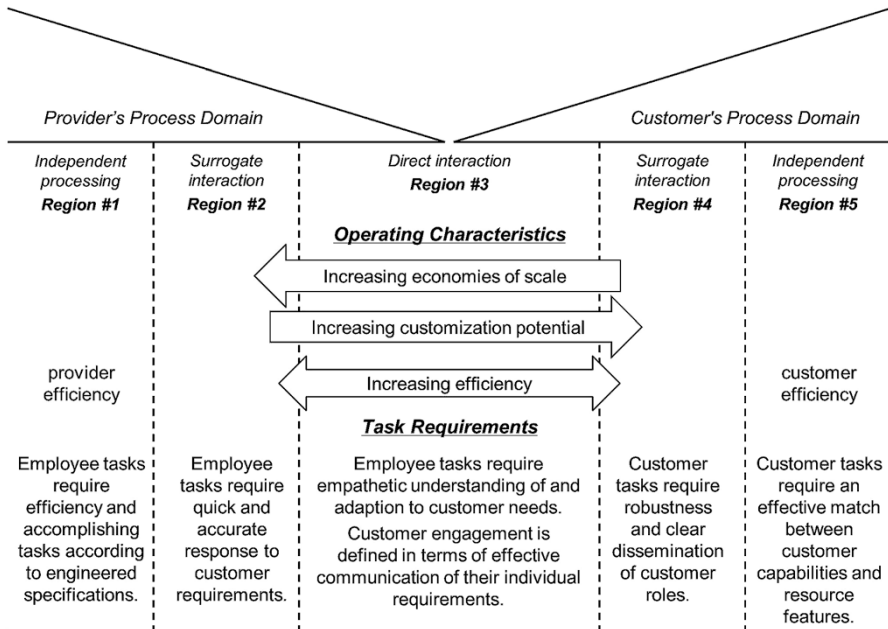 Provider's Process Domain
Customer's Process Domain
Independent
processing
Region #1
Surrogate
interaction
Region #2
Direct interaction
Region #3
Surrogate
interaction
Region #4
Independent
processing
Region #5
Operating Characteristics
Increasing economies of scale
Increasing customization potential
provider
efficiency
Increasing efficiency
customer
efficiency
Task Requirements
Employee tasks
require
efficiency and
accomplishing
tasks according
to engineered
specifications.
Employee
tasks require
quick and
accurate
response to
customer
requirements.
Employee tasks require
empathetic understanding of and
adaption to customer needs.
Customer engagement is
defined in terms of effective
communication of their individual
requirements.
Customer
tasks require
robustness
and clear
dissemination
of customer
roles.
Customer tasks
require an
effective match
between
customer
capabilities and
resource
features.